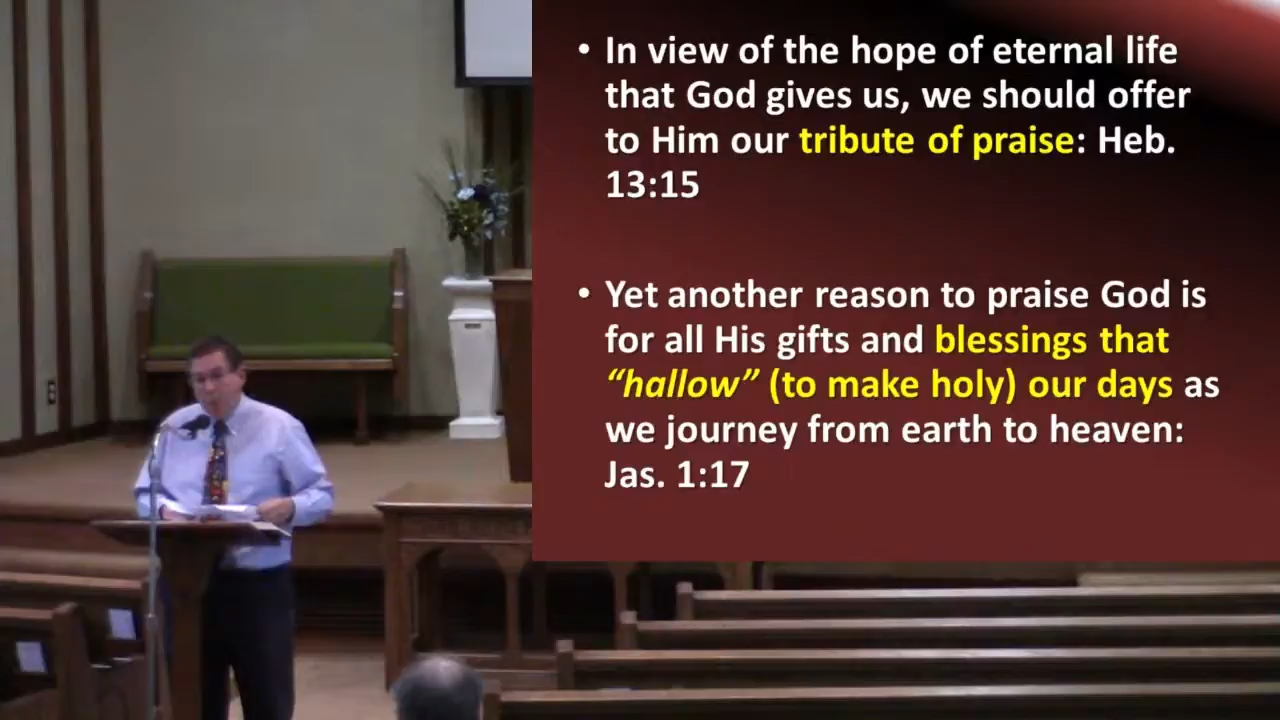 • In view of the hope of eternal life
that God gives us, we should offer
to Him our tribute of praise: Heb.
13:15
• Yet another reason to praise God is
for all His gifts and blessings that
“hallow” (to make holy) our days as
we journey from earth to heaven:
Jas. 1:17